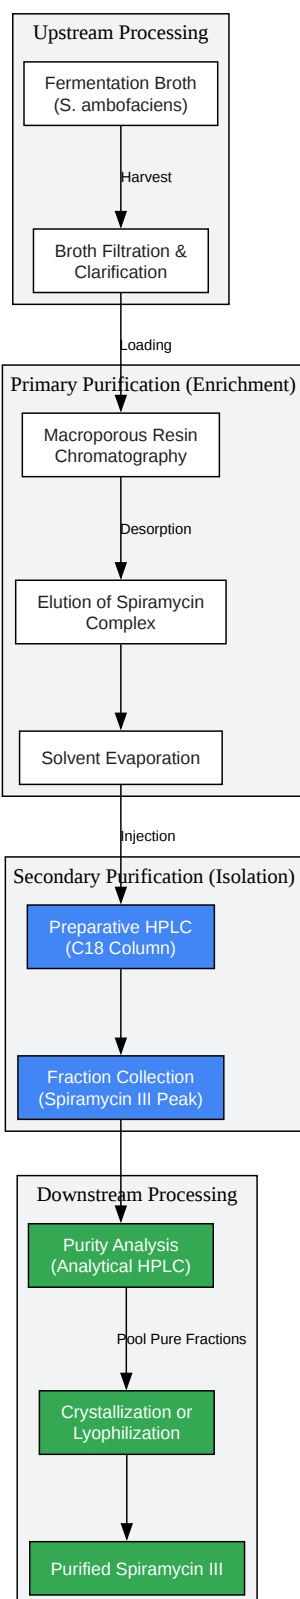 Upstream Processing
Fermentation Broth
(S. ambofaciens)
Harvest
Broth Filtration &
Clarification
Loading
Primary Purification (Enrichment)
Macroporous Resin
Chromatography
Desorption
Elution of Spiramycin
Complex
Solvent Evaporation
Injection
Secondary Purification (Isolation)
Preparative HPLC
(C18 Column)
Fraction Collection
(Spiramycin III Peak)
Downstream Processing
Purity Analysis
(Analytical HPLC)
Pool Pure Fractions
Crystallization or
Lyophilization
Purified Spiramycin III